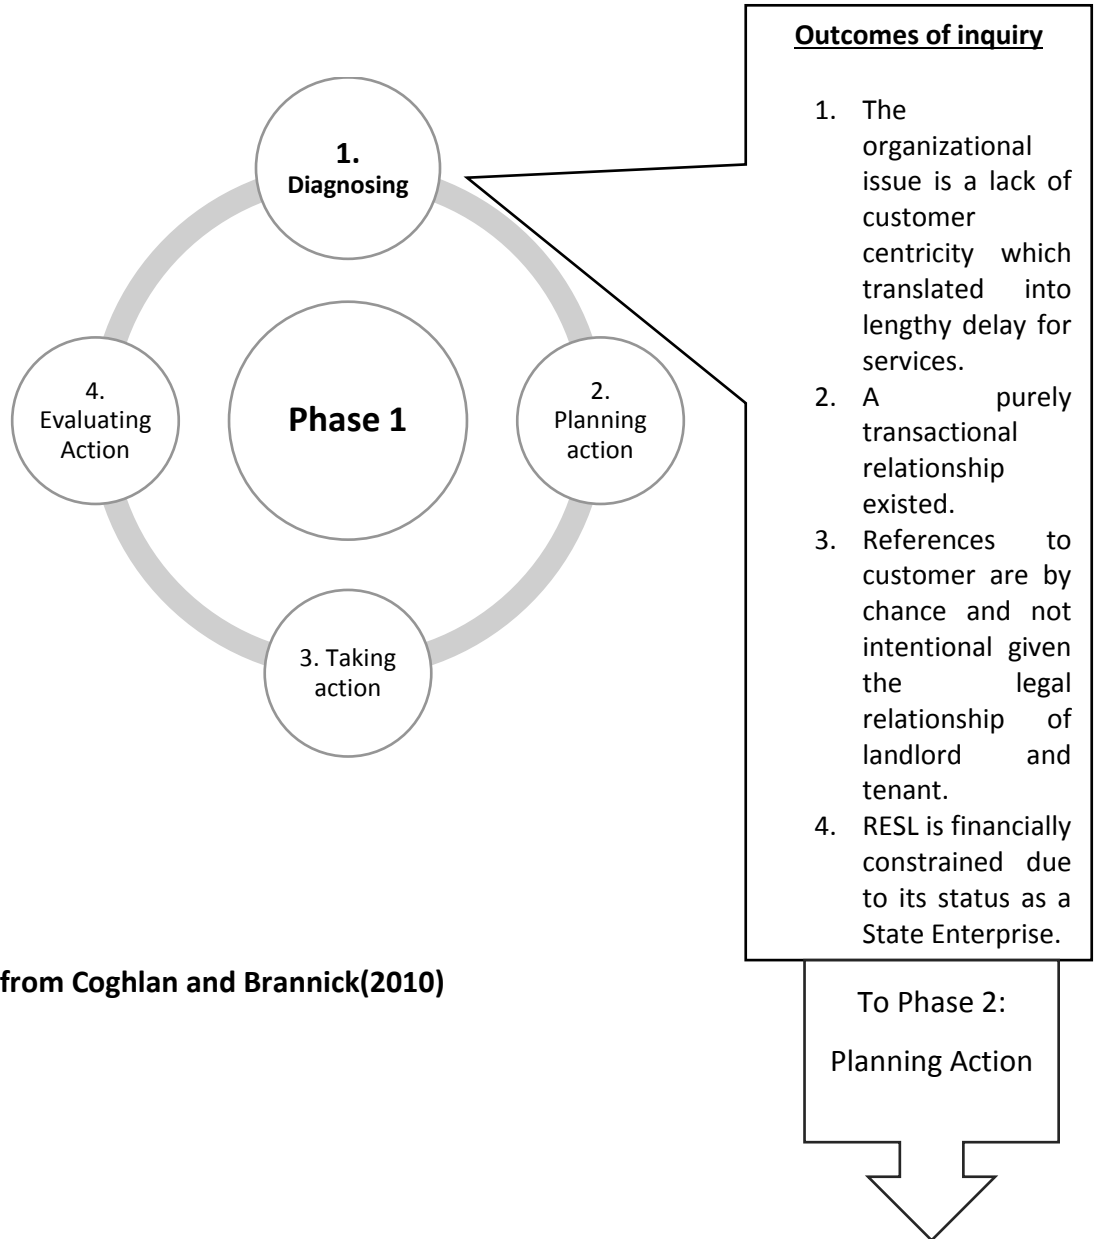 1.
Diagnosing
2.
Planning
action
3. Taking
action
4.
Evaluating
Action
Phase 1
Outcomes of inquiry
1. The
organizational
issue is a lack of
customer
centricity which
translated into
lengthy delay for
services.
2. A purely
transactional
relationship
existed.
3. References to
customer are by
chance and not
intentional given
the legal
relationship of
landlord and
tenant.
4. RESL is financially
constrained due
to its status as a
State Enterprise.
from Coghlan and Brannick(2010)
To Phase 2:
Planning Action